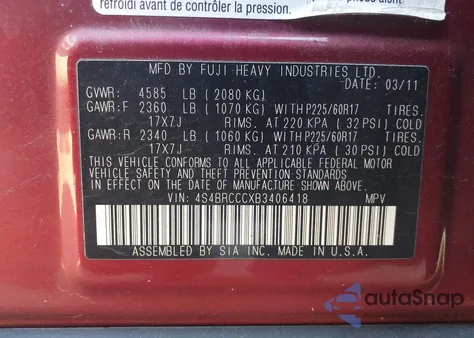 refroidi avant de contrôler la pression.
MFD BY FUJI HEAVY INDUSTRIES LTD.
DATE: 03/11
GVWR: 4585 LB (2080 KG)
GAWR:F 2360 LB (1070 KG) WITH P225/60R17 TIRES.
17X7J RIMS. AT 220 KPA (32 PSI) COLD
GAWR:R 2340 LB (1060 KG) WITH P225/60R17 TIRES.
17X7J RIMS. AT 210 KPA (30 PSI) COLD
THIS VEHICLE CONFORMS TO ALL APPLICABLE FEDERAL MOTOR
VEHICLE SAFETY, BUMPER, AND THEFT PREVENTION STANDARDS
IN EFFECT ON THE DATE OF MANUFACTURE SHOWN ABOVE.
VIN: 4S4BRCCCXB3406418 MPV
ASSEMBLED BY SIA INC. MADE IN U.S.A.
autoSnap